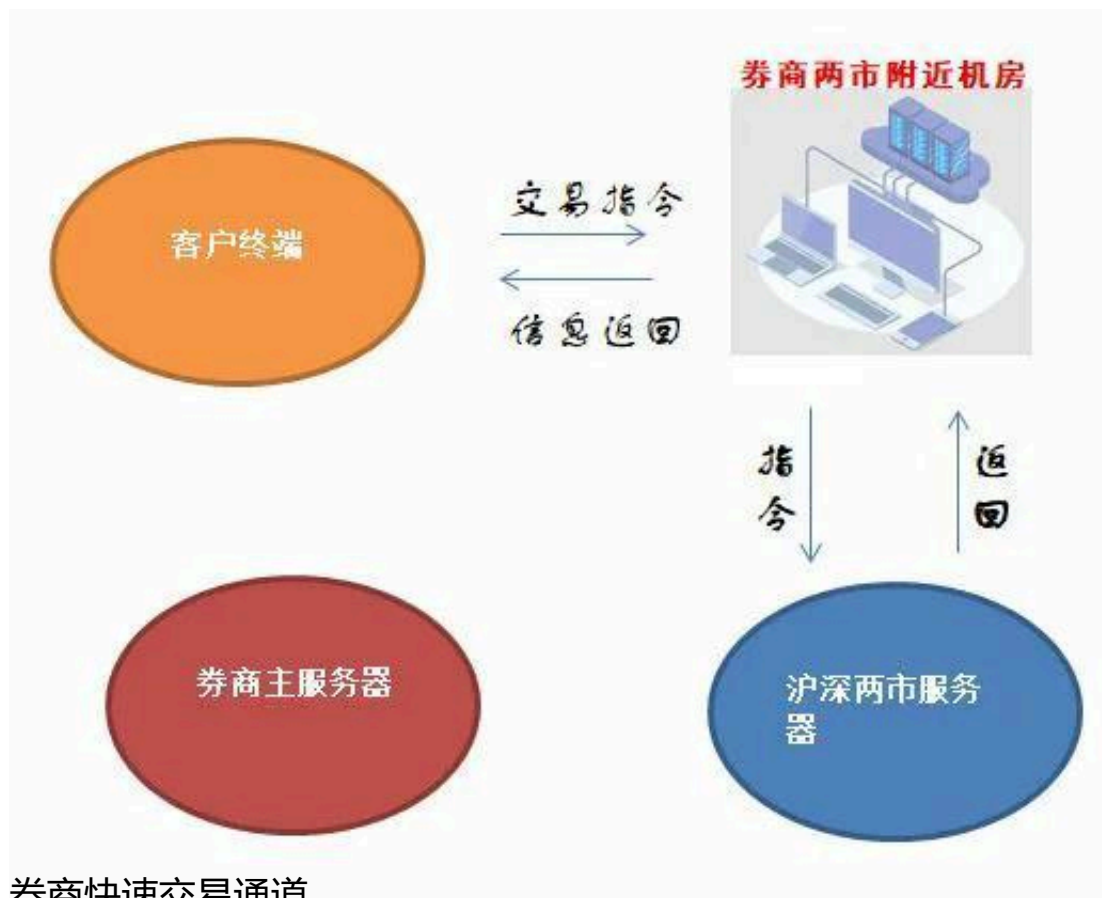 券商两市附近机房
客户终端
交易指令
信息返回
指
令
返
回
券商主服务器
沪深两市服务
器
券商快速交易通道